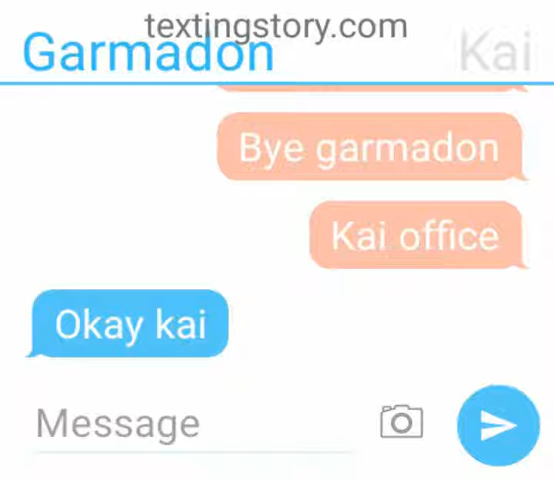 textingstory.com
Garmadon Kai
Bye garmadon
Kai office
Okay kai
Message